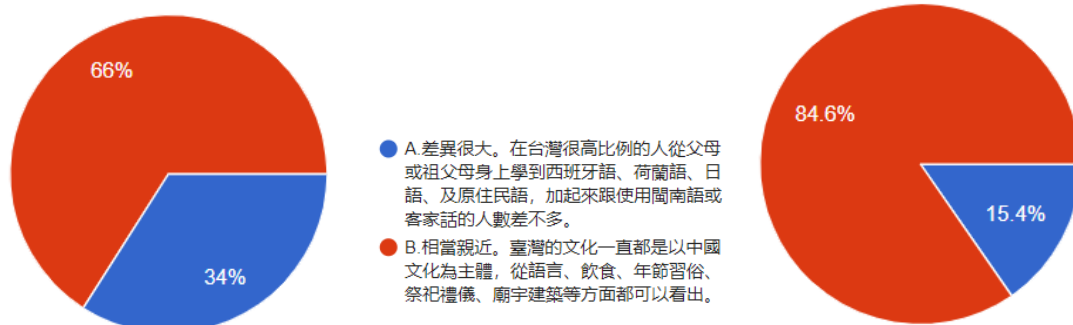 66%
34%
A.差異很大。在台灣很高比例的人從父母
或祖父母身上學到西班牙語、荷蘭語、日
語、及原住民語，加起來跟使用閩南語或
客家話的人數差不多。
B.相當親近。臺灣的文化一直都是以中國
文化為主體，從語言、飲食、年節習俗、
祭祀禮儀、廟宇建築等方面都可以看出。
84.6%
15.4%